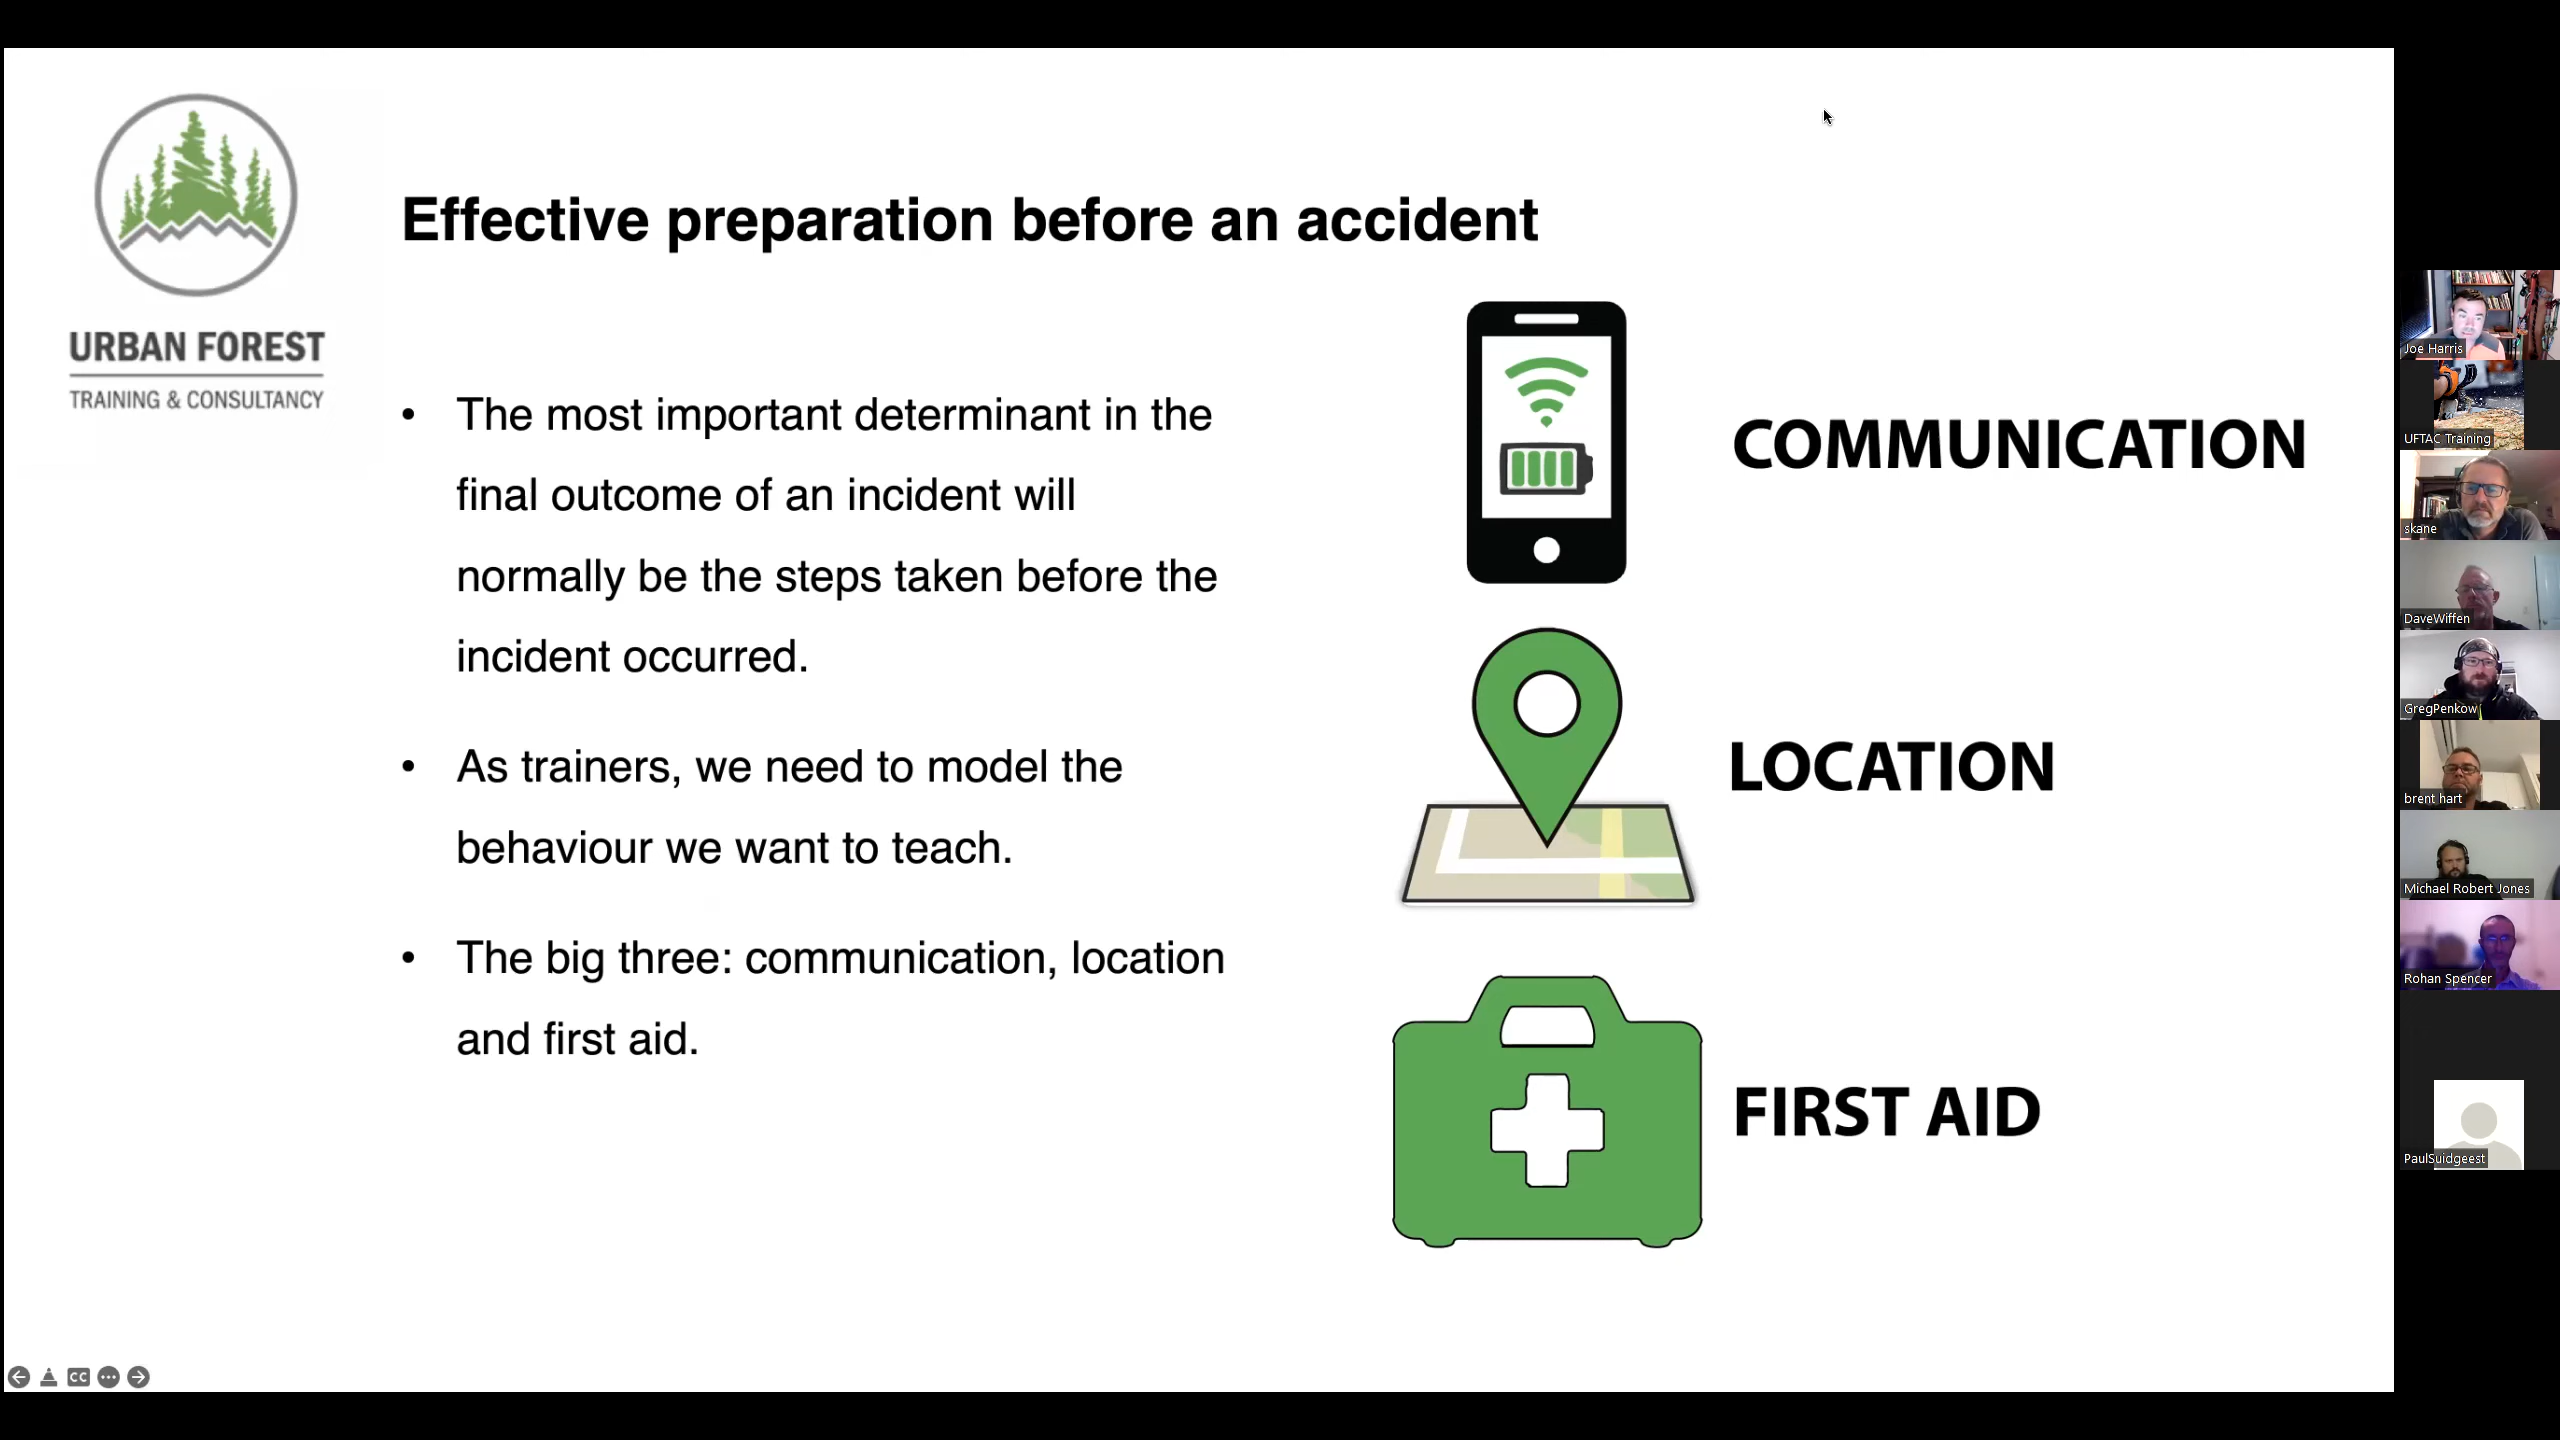 URBAN FOREST
TRAINING & CONSULTANCY
Effective preparation before an accident
• The most important determinant in the
final outcome of an incident will
normally be the steps taken before the
incident occurred.
• As trainers, we need to model the
behaviour we want to teach.
• The big three: communication, location
and first aid.
COMMUNICATION
LOCATION
FIRST AID
CC
Joe Harris
UFTAC Training
skane
DaveWiffen
GregPenkow
brent hart
Michael Robert Jones
Rohan Spencer
PaulSuidgeest